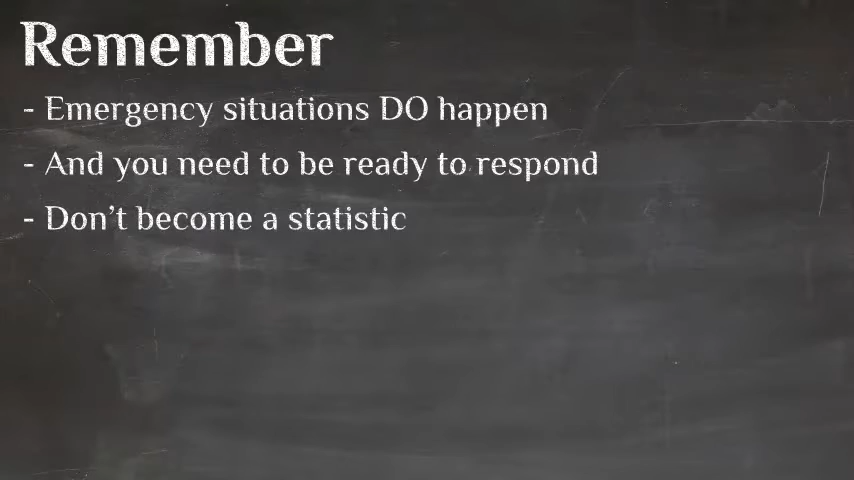 Remember
- Emergency situations DO happen
- And you need to be ready to respond
- Don’t become a statistic